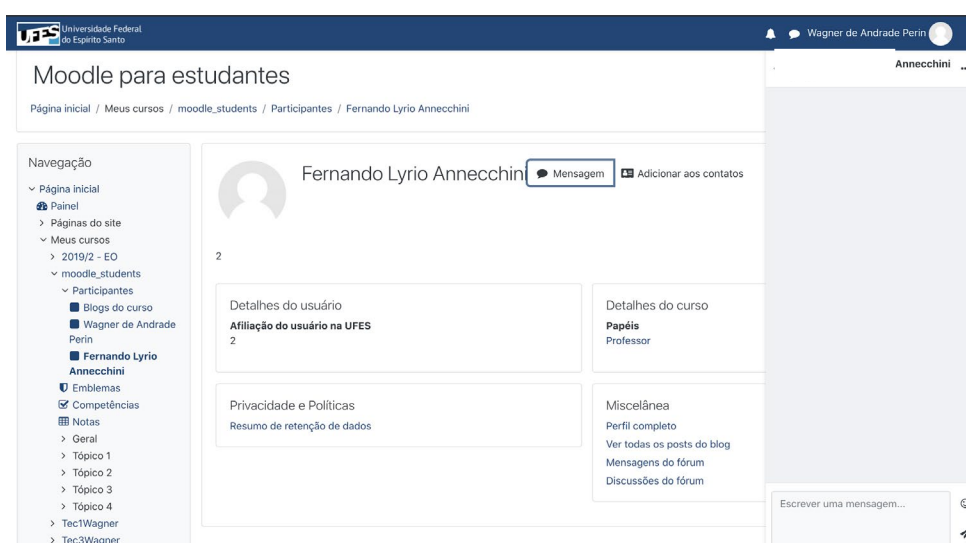 UFES Universidade Federal
do Espírito Santo
Wagner de Andrade Perin
Moodle para estudantes
Página inicial / Meus cursos / moodle_students / Participantes / Fernando Lyrio Annecchini
Annecchini
Navegação
Página inicial
Painel
Páginas do site
Meus cursos
2019/2 - EO
moodle_students
Participantes
Blogs do curso
Wagner de Andrade
Perin
Fernando Lyrio
Annecchini
Emblemas
Competências
Notas
Geral
Tópico 1
Tópico 2
Tópico 3
Tópico 4
Tec1Wagner
Tec3Wagner
Fernando Lyrio Annecchini
Mensagem
Adicionar aos contatos
2
Detalhes do usuário
Afiliação do usuário na UFES
2
Detalhes do curso
Papéis
Professor
Privacidade e Políticas
Resumo de retenção de dados
Miscelânea
Perfil completo
Ver todas os posts do blog
Mensagens do fórum
Discussões do fórum
Escrever uma mensagem...